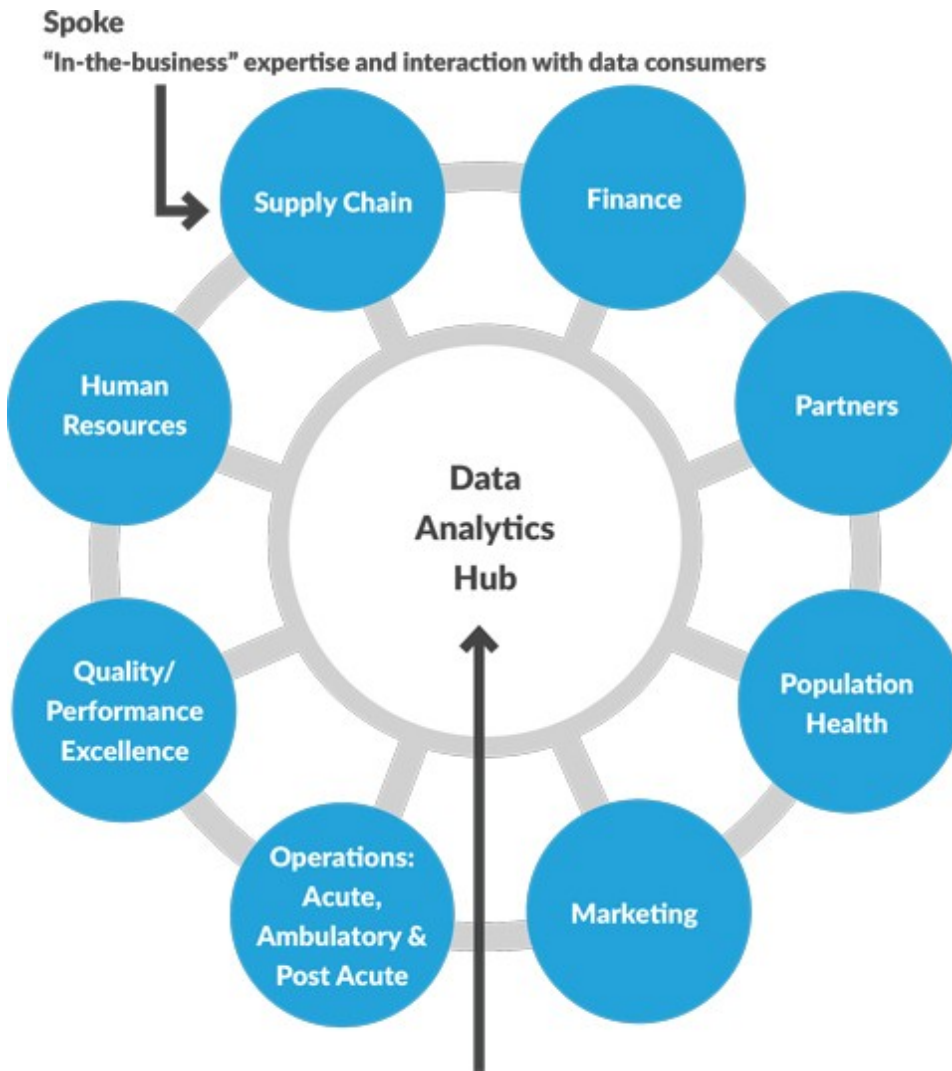 Spoke
“In-the-business” expertise and interaction with data consumers
Supply Chain
Finance
Human
Resources
Partners
Data
Analytics
Hub
Quality/
Performance
Excellence
Population
Health
Operations:
Acute,
Ambulatory &
Post Acute
Marketing